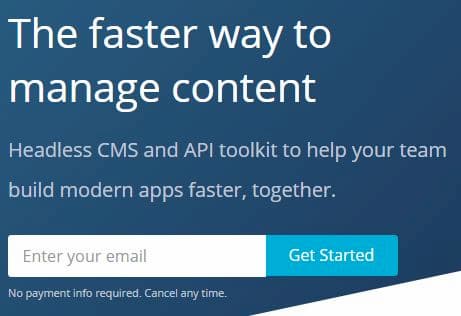 The faster way to
manage content
Headless CMS and API toolkit to help your team
build modern apps faster, together.
Enter your email
Get Started
No payment info required. Cancel any time.